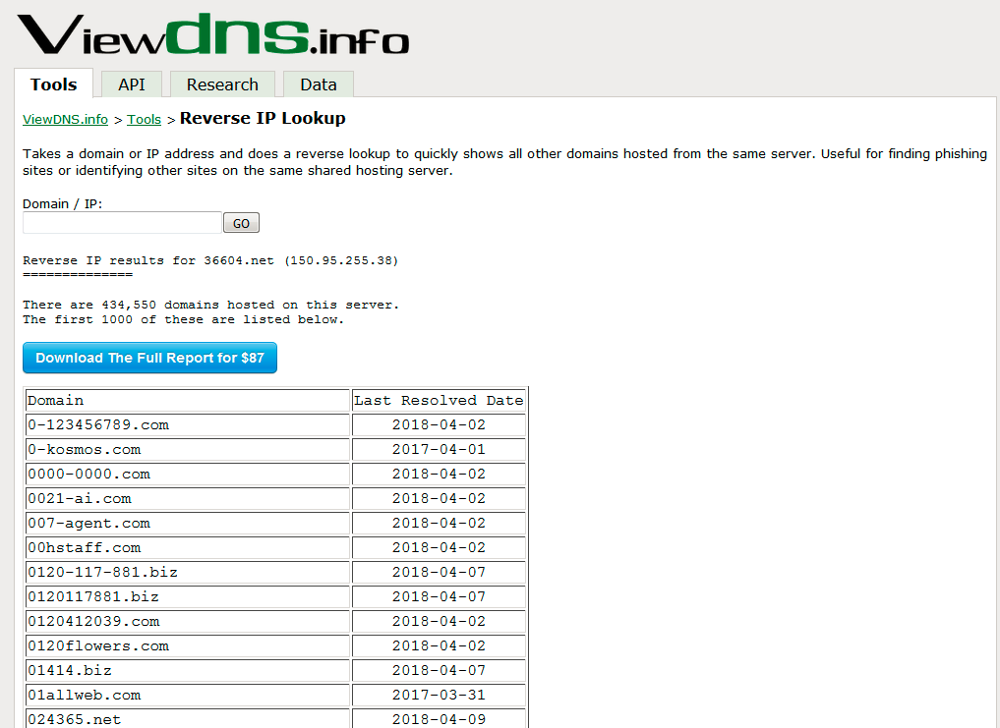 Viewdns.info
Tools API Research Data
ViewDNS.info > Tools > Reverse IP Lookup
Takes a domain or IP address and does a reverse lookup to quickly shows all other domains hosted from the same server. Useful for finding phishing
sites or identifying other sites on the same shared hosting server.
Domain / IP:
GO
Reverse IP results for 36604.net (150.95.255.38)
==============
There are 434,550 domains hosted on this server.
The first 1000 of these are listed below.
Download The Full Report for $87
Domain Last Resolved Date
0-123456789.com 2018-04-02
0-kosmos.com 2017-04-01
0000-0000.com 2018-04-02
0021-ai.com 2018-04-02
007-agent.com 2018-04-02
00hstaff.com 2018-04-02
0120-117-881.biz 2018-04-07
0120117881.biz 2018-04-07
0120412039.com 2018-04-02
0120flowers.com 2018-04-02
01414.biz 2018-04-07
01allweb.com 2017-03-31
024365.net 2018-04-09